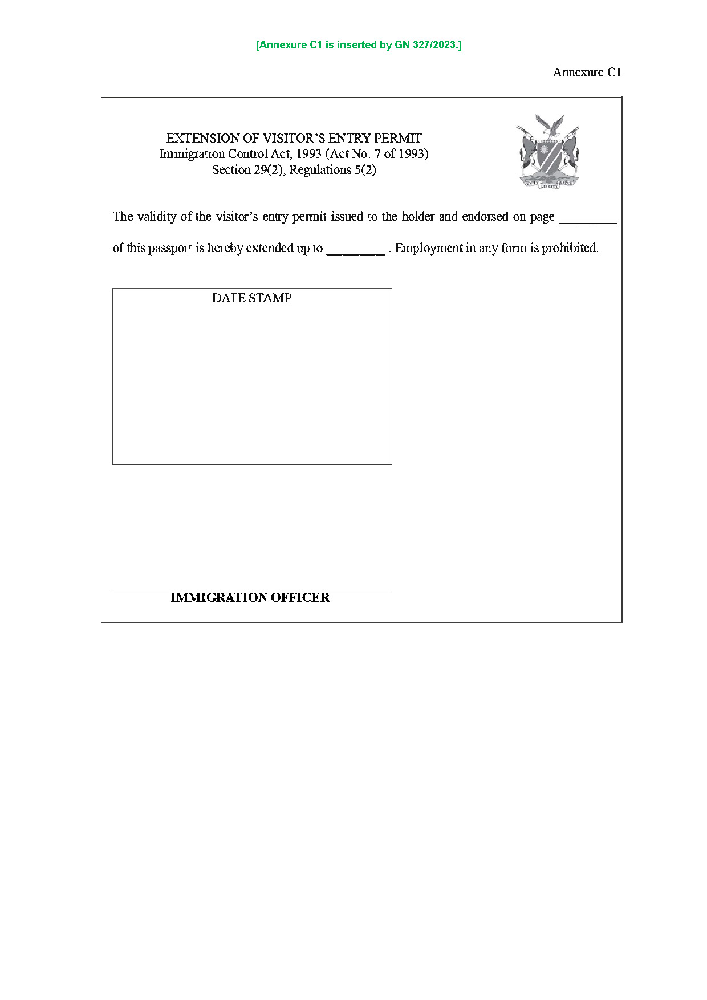 [Annexure C1 is inserted by GN 327/2023.]
Annexure C1
EXTENSION OF VISITOR’S ENTRY PERMIT
Immigration Control Act, 1993 (Act No. 7 of 1993)
Section 29(2), Regulations 5(2)
UNITY LIBERTY JUSTICE
The validity of the visitor’s entry permit issued to the holder and endorsed on page _________
of this passport is hereby extended up to _________ . Employment in any form is prohibited.
DATE STAMP
IMMIGRATION OFFICER